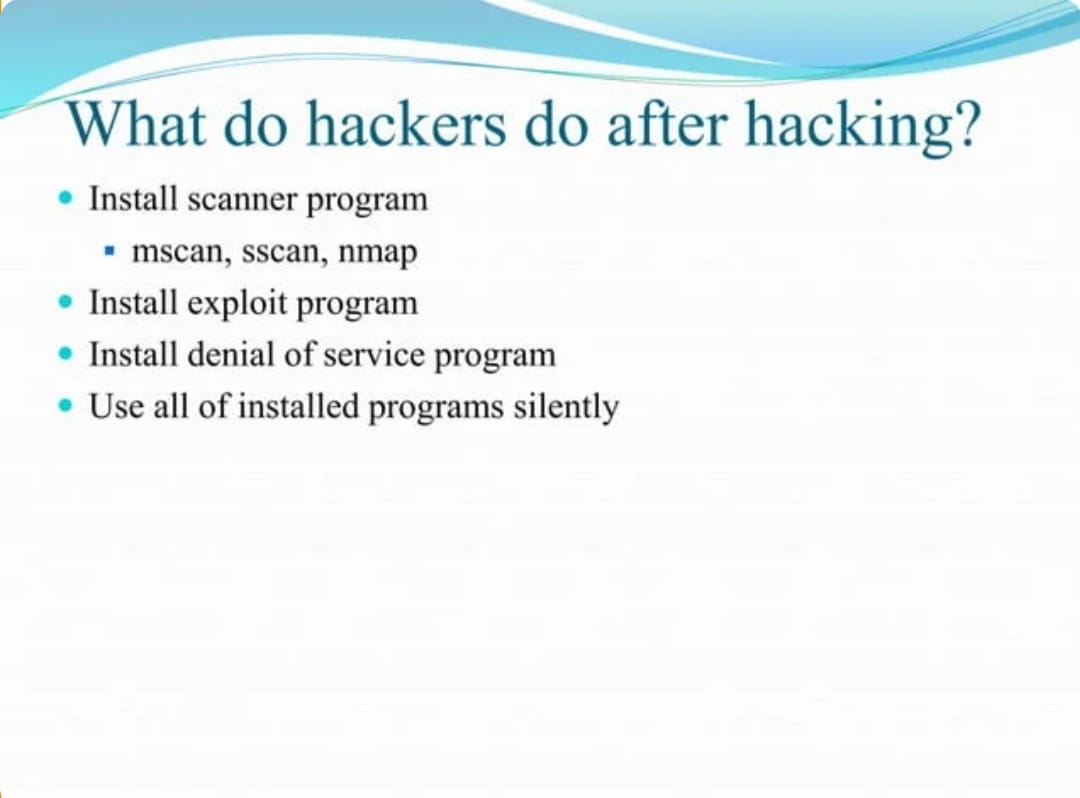 What do hackers do after hacking?
• Install scanner program
▪ mscan, sscan, nmap
• Install exploit program
• Install denial of service program
• Use all of installed programs silently